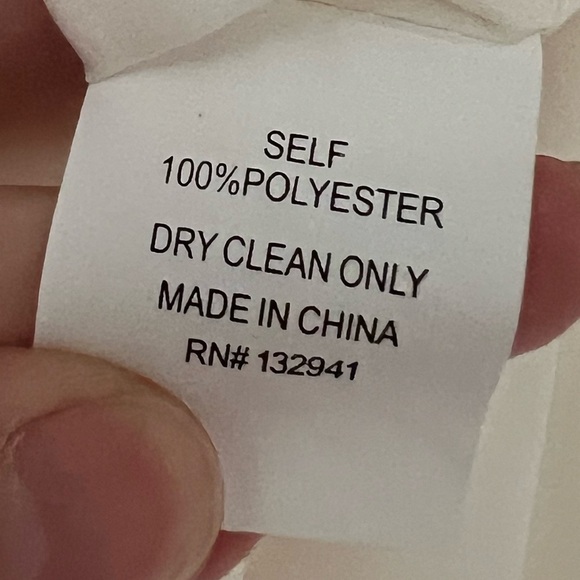 SELF
100%POLYESTER
DRY CLEAN ONLY
MADE IN CHINA
RN# 132941